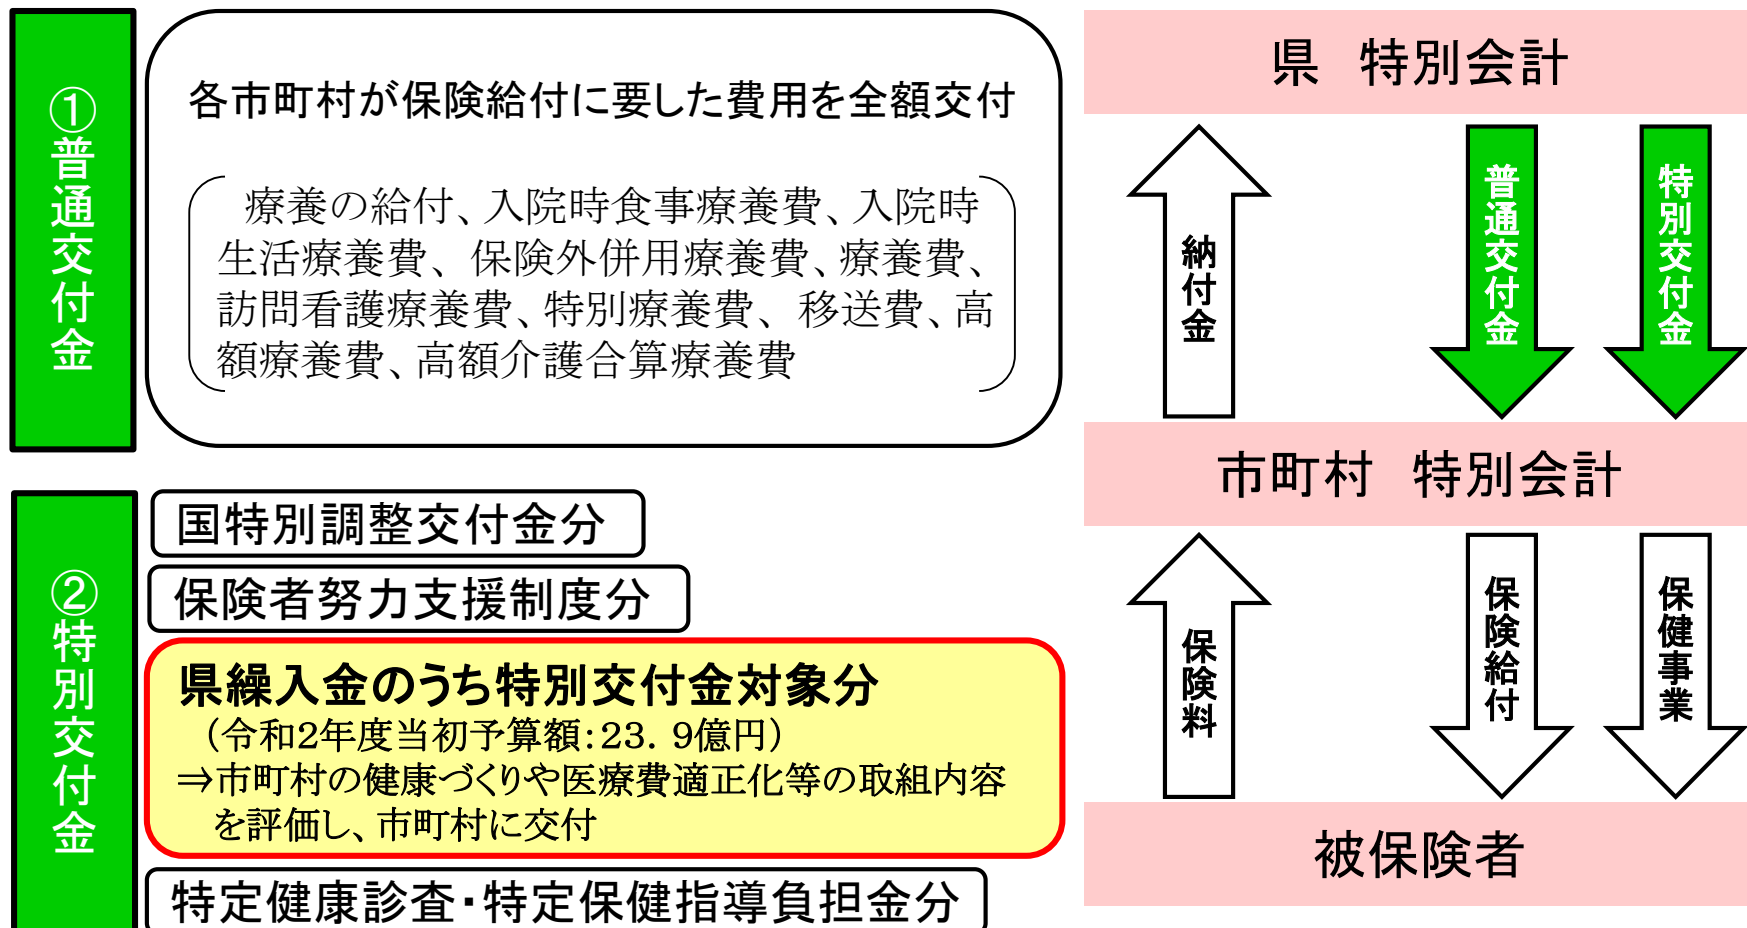 ①普通交付金
各市町村が保険給付に要した費用を全額交付
療養の給付、入院時食事療養費、入院時
生活療養費、保険外併用療養費、療養費、
訪問看護療養費、特別療養費、移送費、高
額療養費、高額介護合算療養費
②特別交付金
国特別調整交付金分
保険者努力支援制度分
県繰入金のうち特別交付金対象分
（令和2年度当初予算額：23．9億円）
⇒市町村の健康づくりや医療費適正化等の取組内容
を評価し、市町村に交付
特定健康診査・特定保健指導負担金分
県　特別会計
納付金
普通交付金
特別交付金
市町村　特別会計
保険料
保険給付
保健事業
被保険者